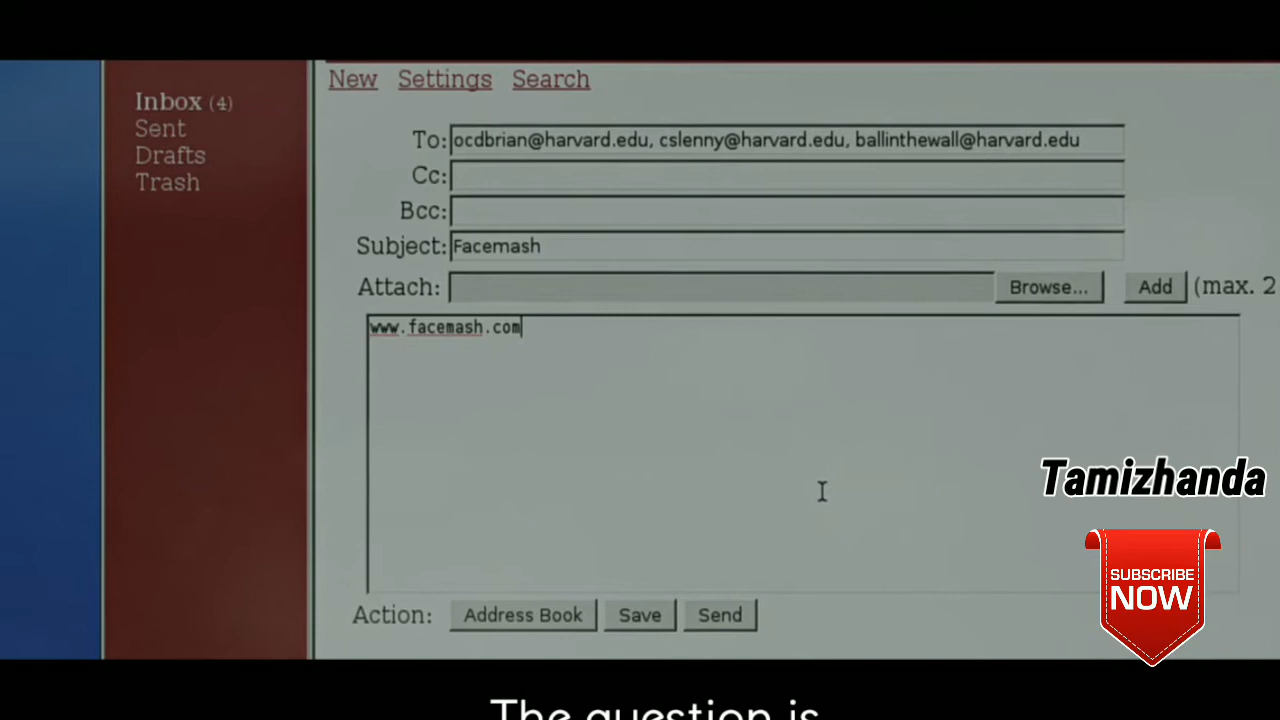 New Settings Search
Inbox (4)
Sent
Drafts
Trash
To: ocdbrian@harvard.edu, cslenny@harvard.edu, ballinthewall@harvard.edu
Cc:
Bcc:
Subject: Facemash
Attach: Browse... Add (max. 2
www.facemash.com
Tamizhanda
SUBSCRIBE
NOW
Action: Address Book Save Send
The question is